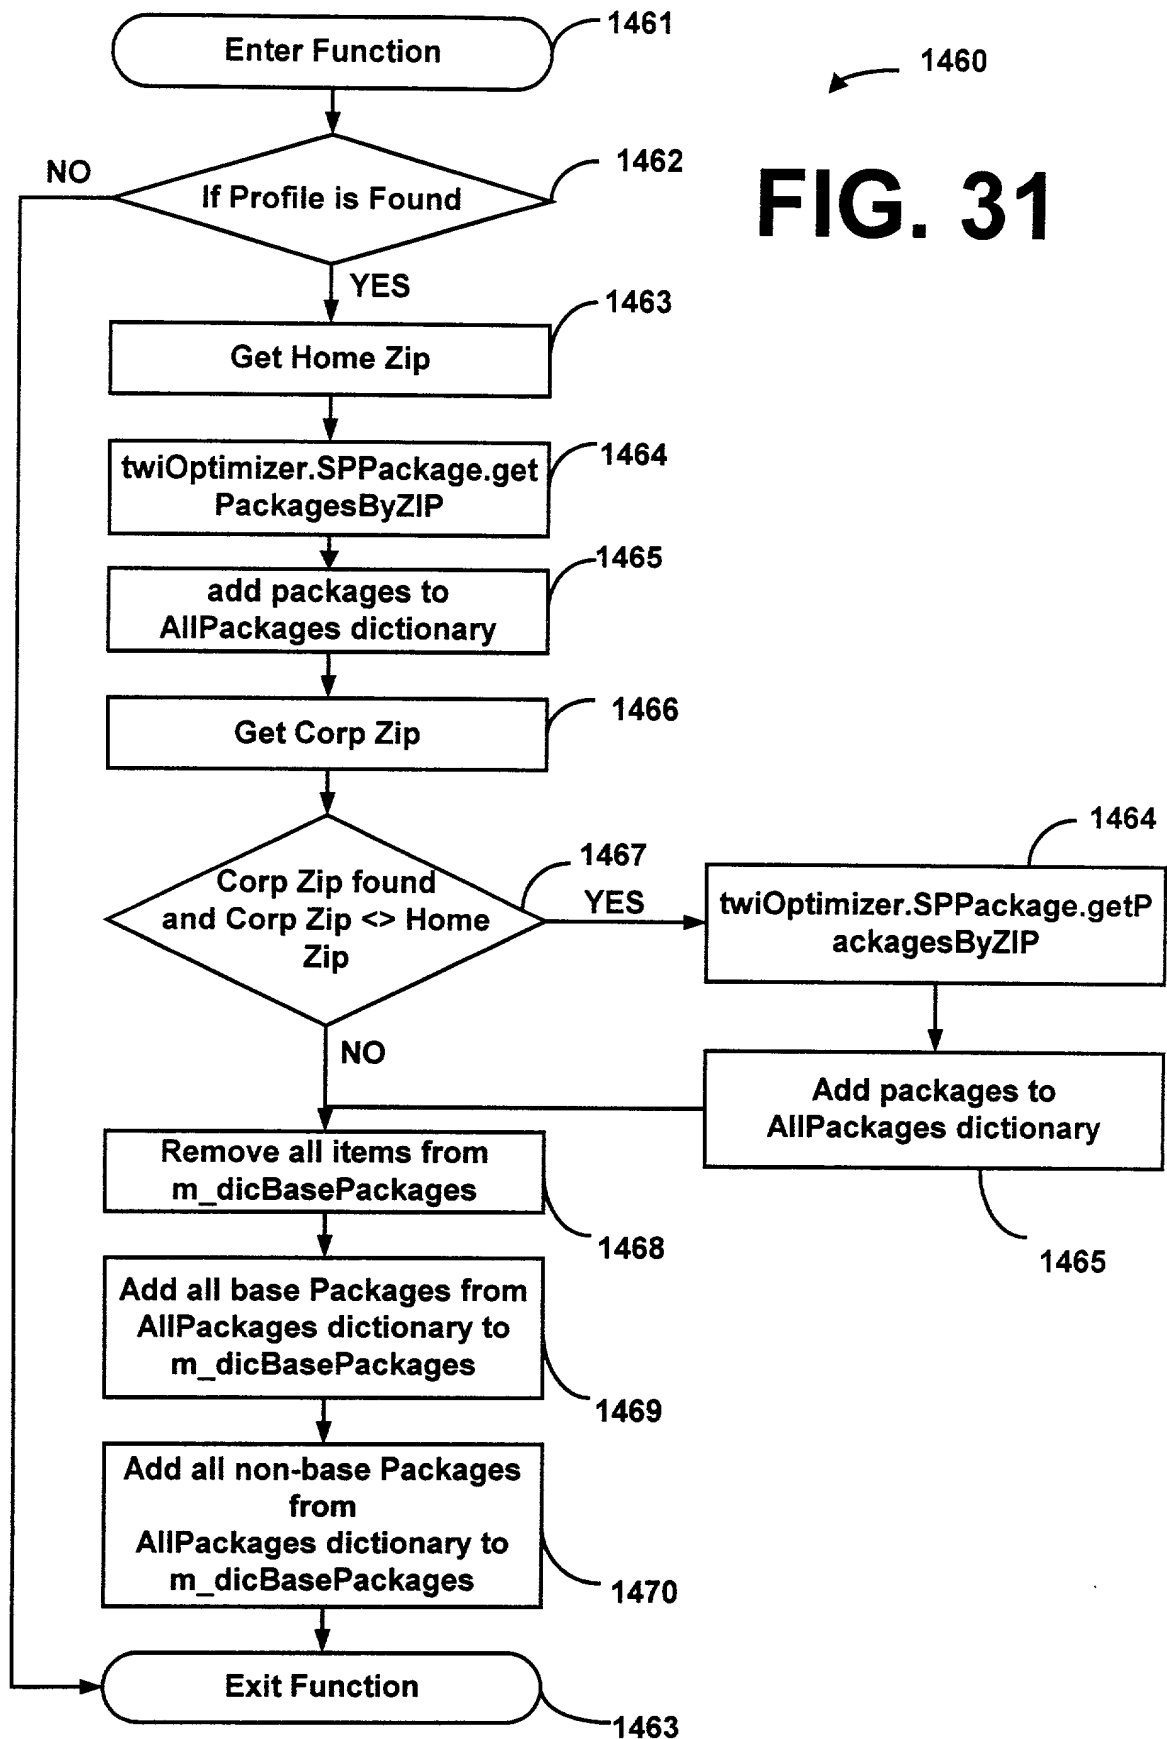 Enter Function
1461
1460
FIG. 31
NO
If Profile is Found
1462
YES
Get Home Zip
1463
twiOptimizer.SPPackage.get
PackagesByZIP
1464
add packages to
AllPackages dictionary
1465
Get Corp Zip
1466
Corp Zip found
and Corp Zip <> Home
Zip
1467
YES
NO
twiOptimizer.SPPackage.getP
ackagesByZIP
1464
Add packages to
AllPackages dictionary
1465
Remove all items from
m_dicBasePackages
1468
Add all base Packages from
AllPackages dictionary to
m_dicBasePackages
1469
Add all non-base Packages
from
AllPackages dictionary to
m_dicBasePackages
1470
Exit Function
1463